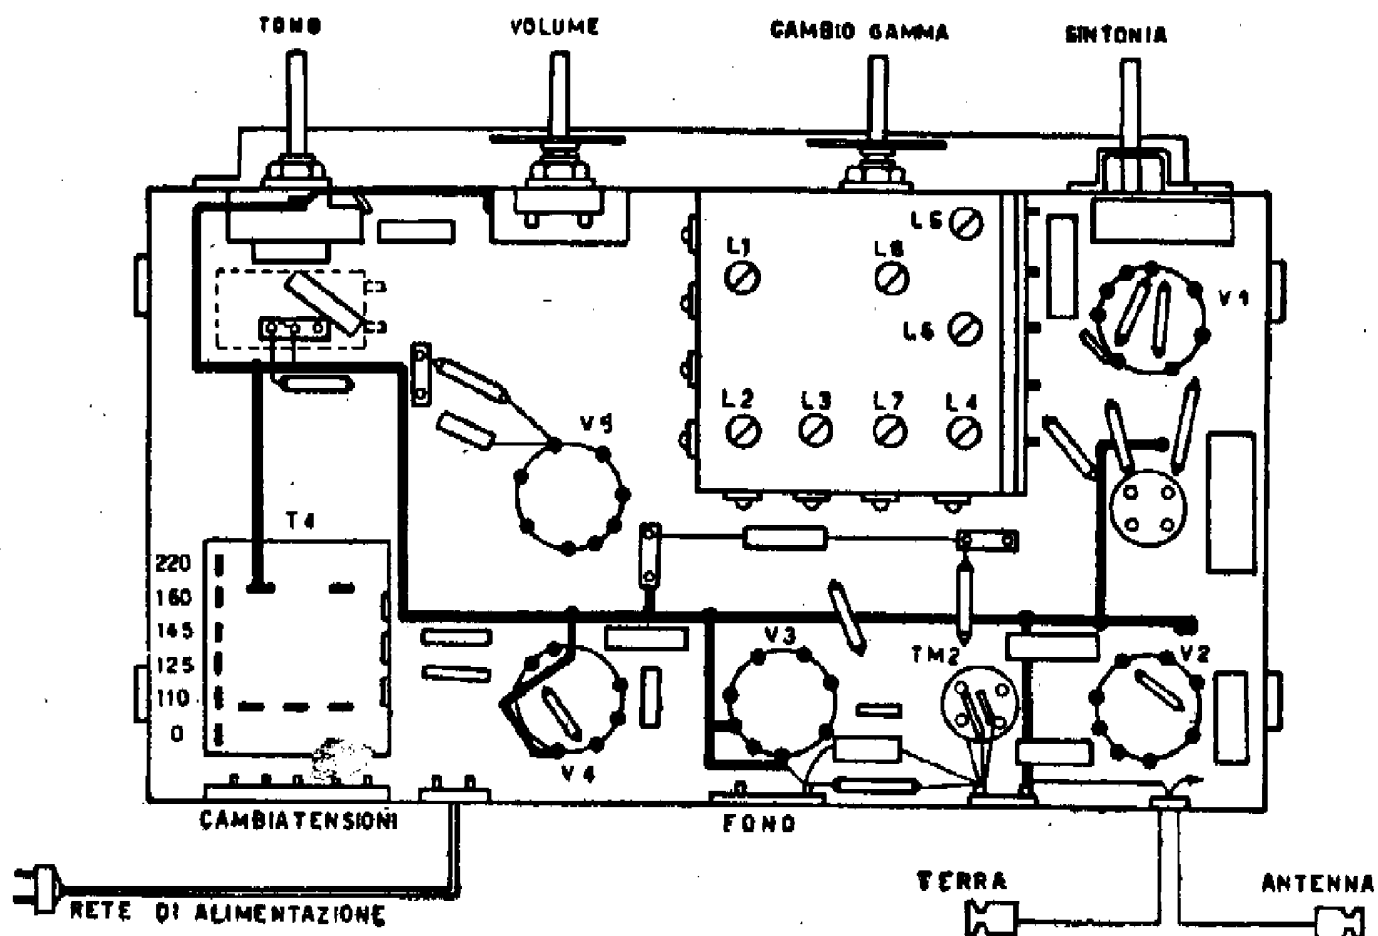 TONO
VOLUME
CAMBIO GAMMA
SINTONIA
L5
L1
L8
V1
C3
L6
L2
L3
L7
L4
V5
T4
220
160
145
125
110
0
V3
TM2
V2
V4
CAMBIATENSIONI
FONO
RETE DI ALIMENTAZIONE
TERRA
ANTENNA